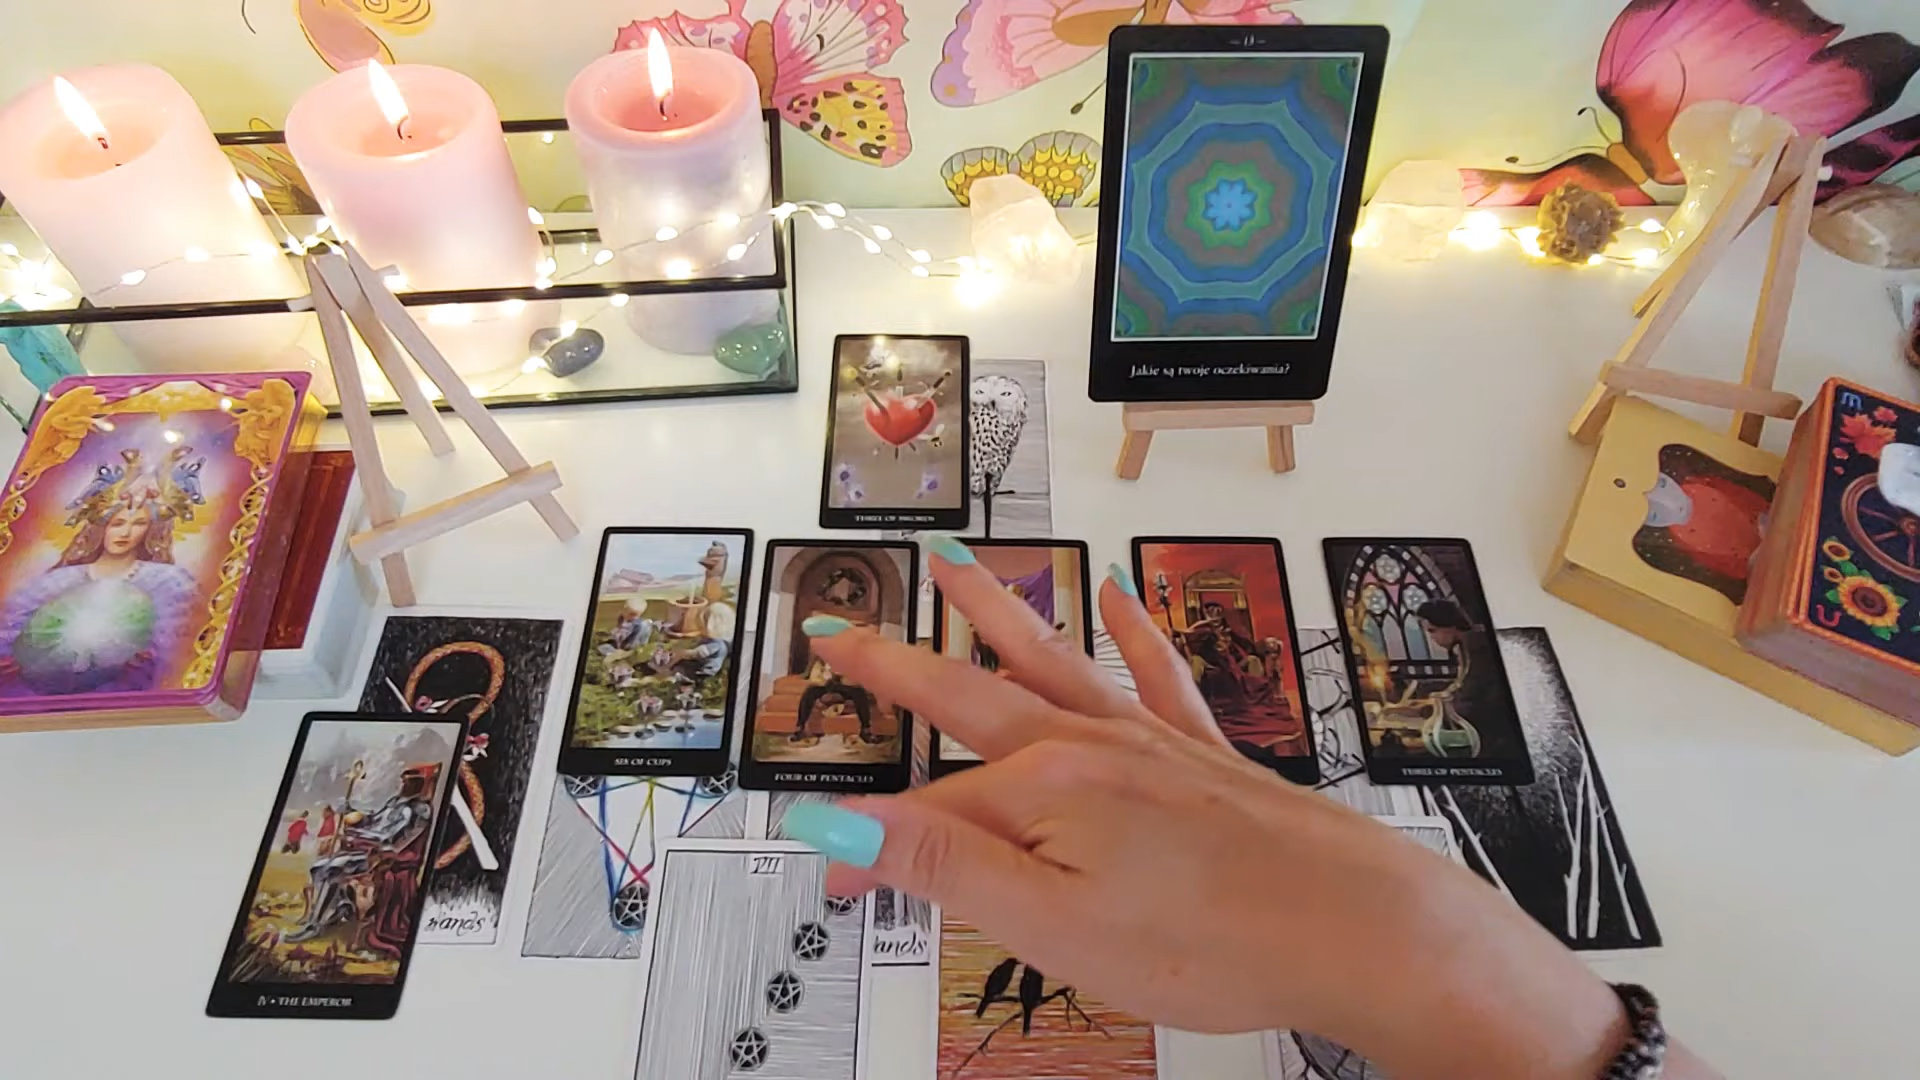 – 13 –
Jakie są twoje oczekiwania?
THREE OF SWORDS
SIX OF CUPS
FOUR OF PENTACLES
THREE OF PENTACLES
IV • THE EMPEROR
wands
VII
wands